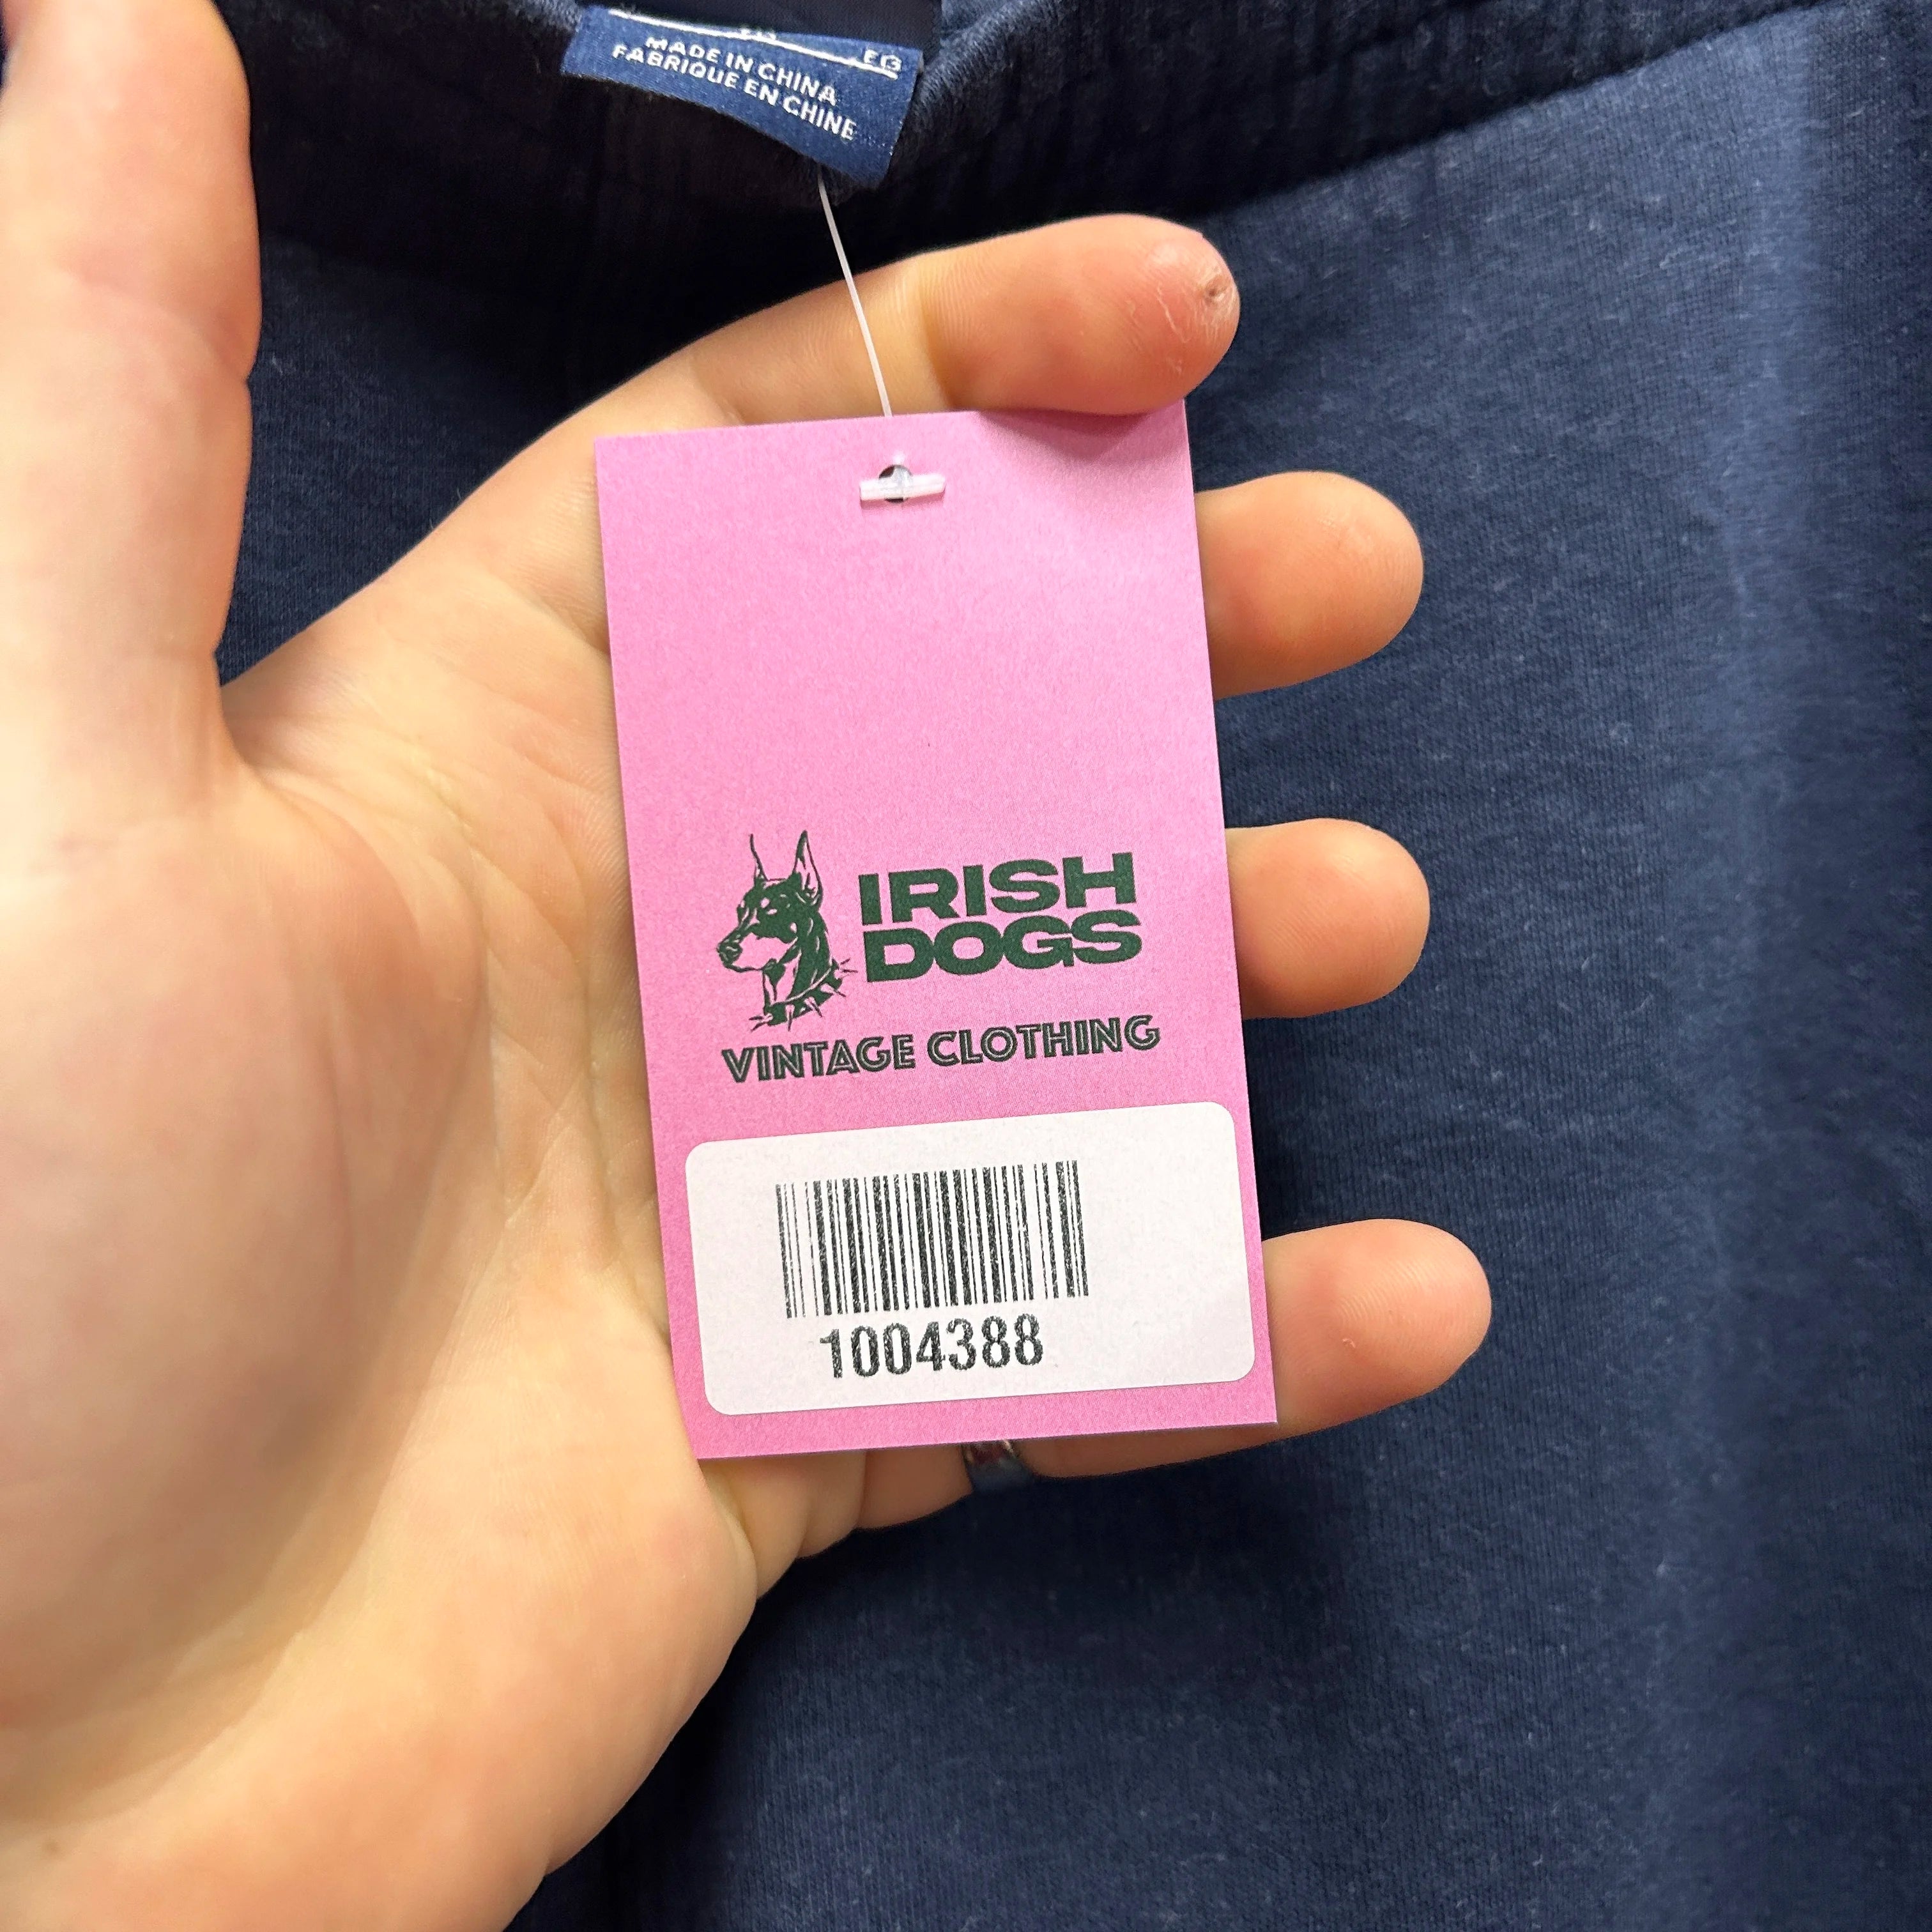 MADE IN CHINA
FABRIQUE EN CHINE
IRISH
DOGS
VINTAGE CLOTHING
1004388